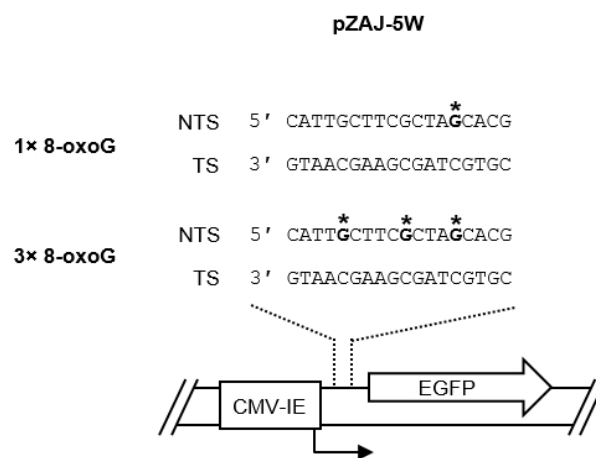 pZAJ-5W
1× 8-oxoG
NTS 5′ CATTGCTTCGCTAGCACG
*
TS 3′ GTAACGAAGCGATCGTGC
3× 8-oxoG
* * *
NTS 5′ CATTGCTTCGCTAGCACG
TS 3′ GTAACGAAGCGATCGTGC
CMV-IE
EGFP